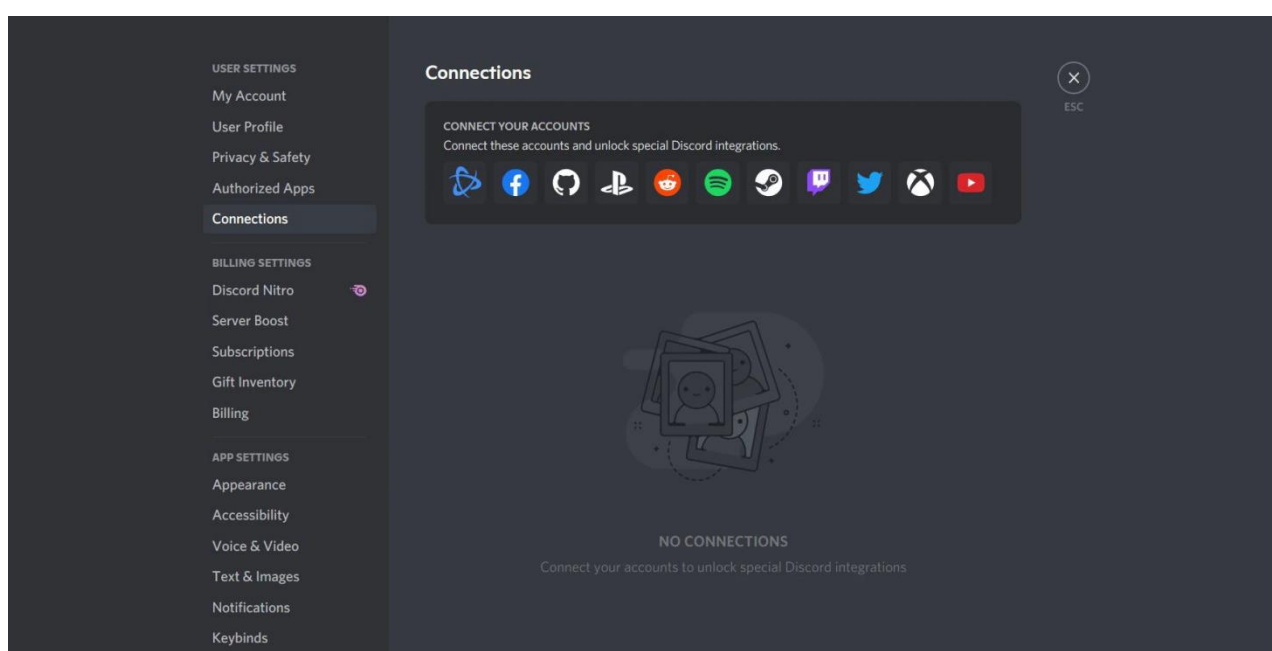 USER SETTINGS
My Account
User Profile
Privacy & Safety
Authorized Apps
Connections
BILLING SETTINGS
Discord Nitro
Server Boost
Subscriptions
Gift Inventory
Billing
APP SETTINGS
Appearance
Accessibility
Voice & Video
Text & Images
Notifications
Keybinds
Connections
ESC
CONNECT YOUR ACCOUNTS
Connect these accounts and unlock special Discord integrations.
NO CONNECTIONS
Connect your accounts to unlock special Discord integrations